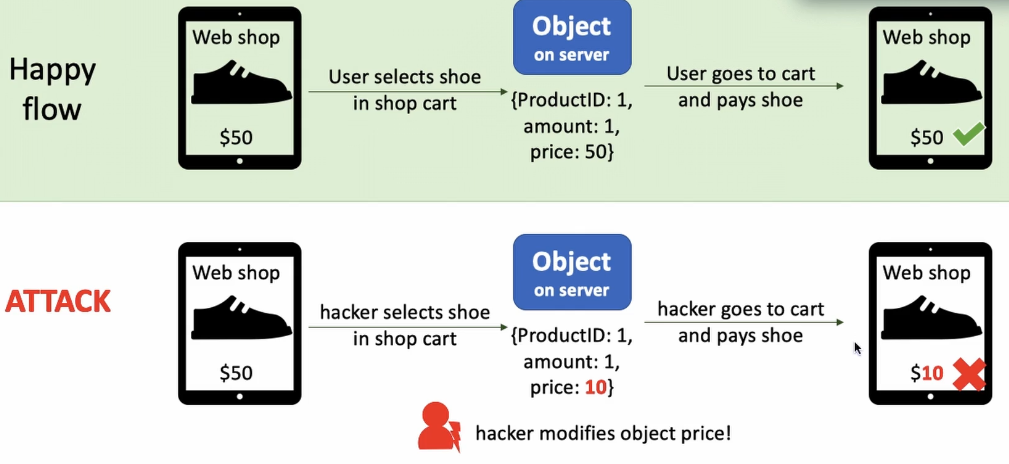 Happy
flow
Web shop
$50
User selects shoe
in shop cart
Object
on server
{ProductID: 1,
amount: 1,
price: 50}
User goes to cart
and pays shoe
Web shop
$50
ATTACK
Web shop
$50
hacker selects shoe
in shop cart
Object
on server
{ProductID: 1,
amount: 1,
price: 10}
hacker modifies object price!
hacker goes to cart
and pays shoe
Web shop
$10